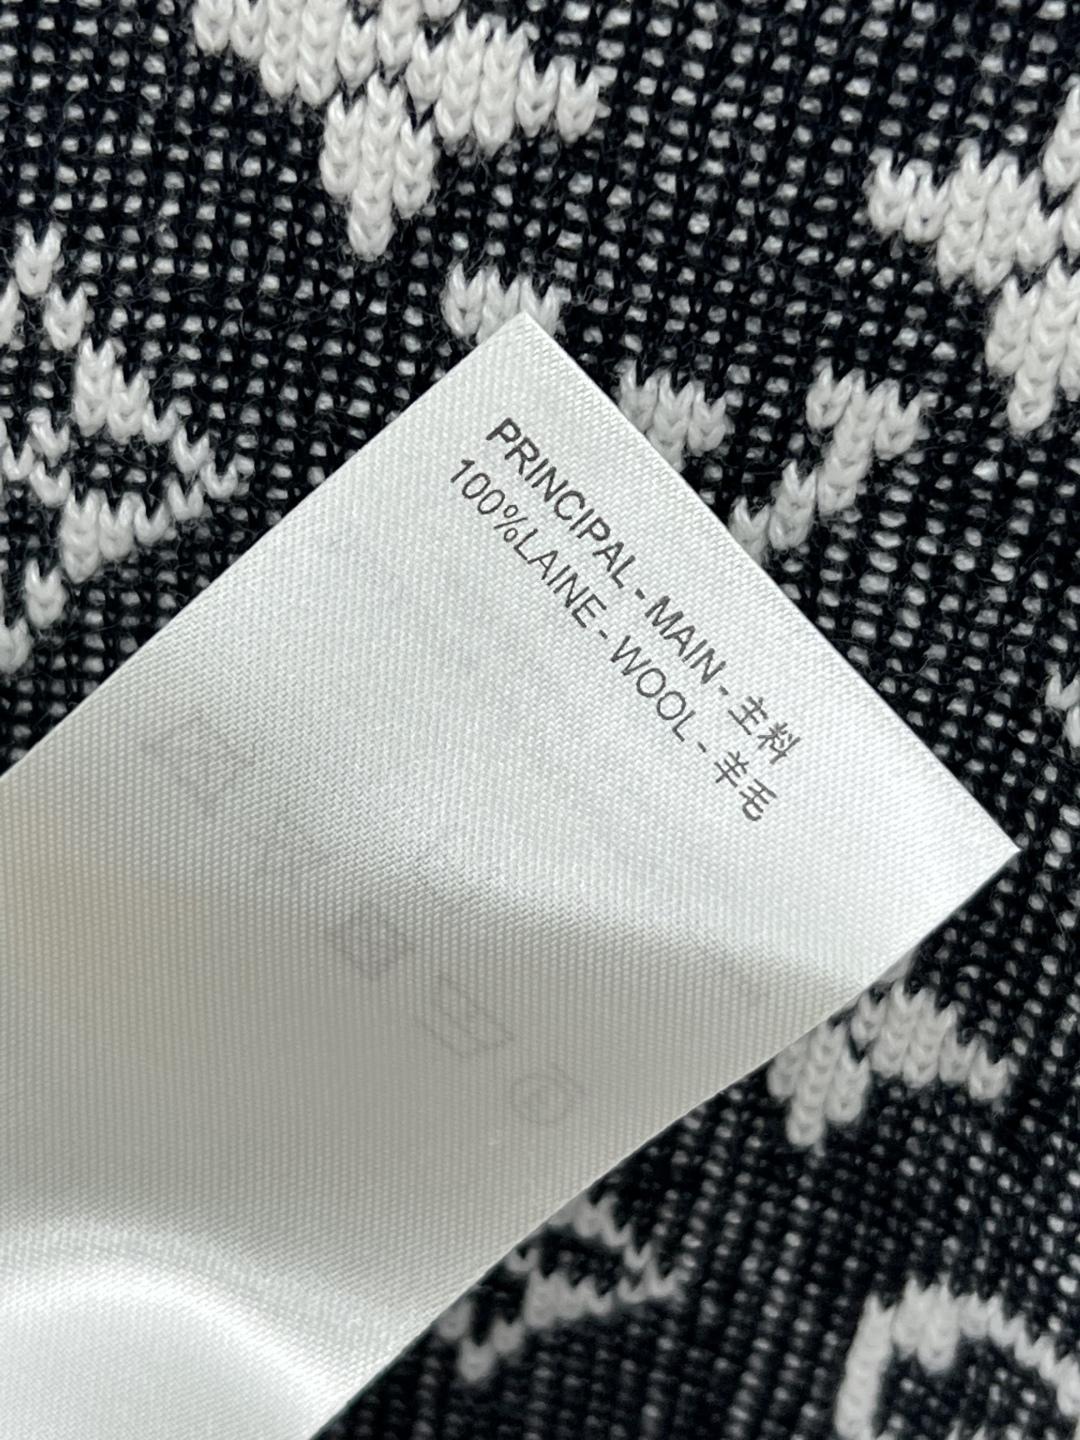 PRINCIPAL - MAIN - 主料
100%LAINE - WOOL - 羊毛